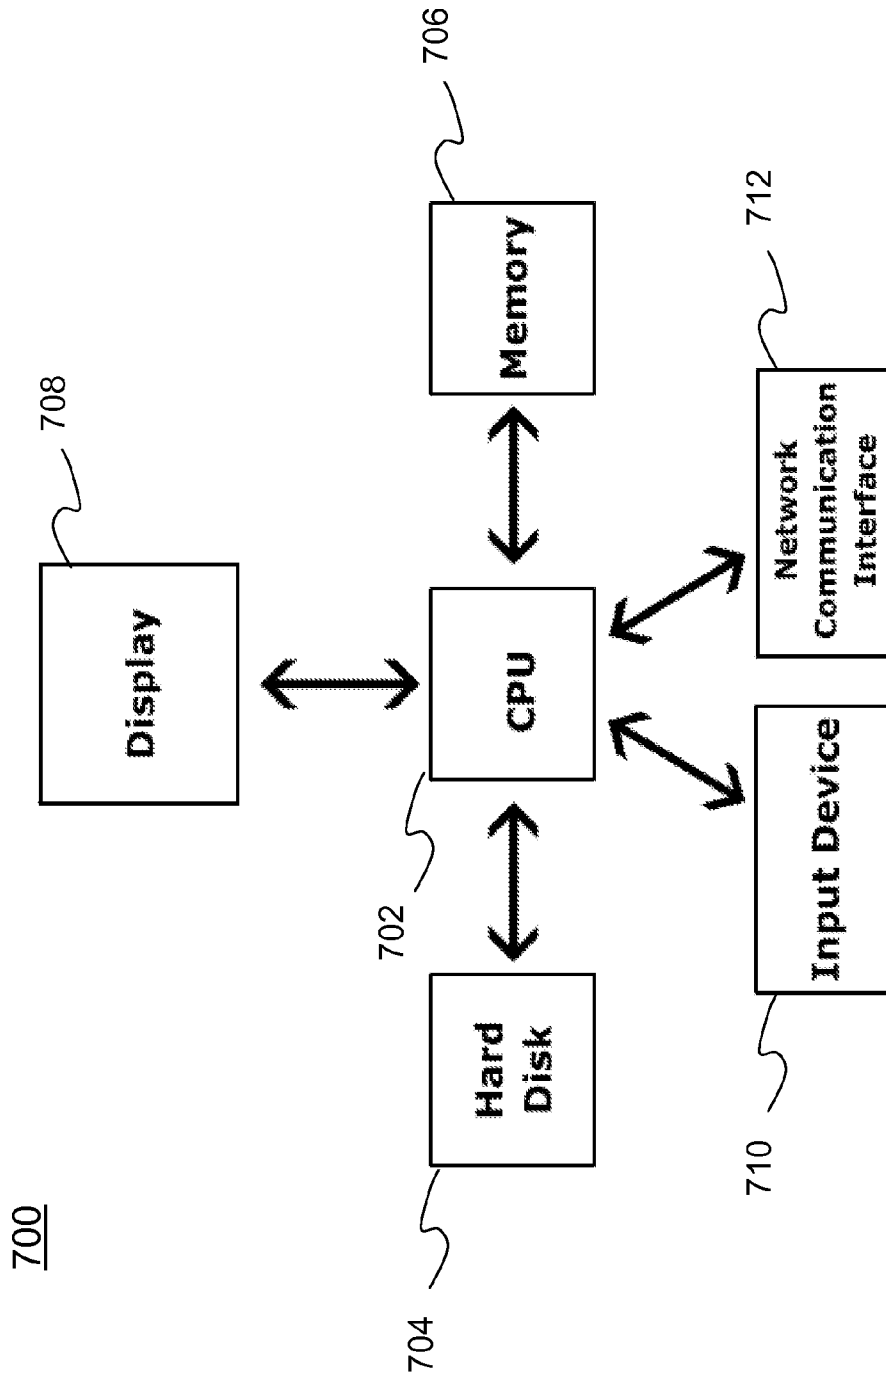 700
708
Display
702
704
Hard
Disk
CPU
Memory
706
710
Input Device
Network
Communication
Interface
712